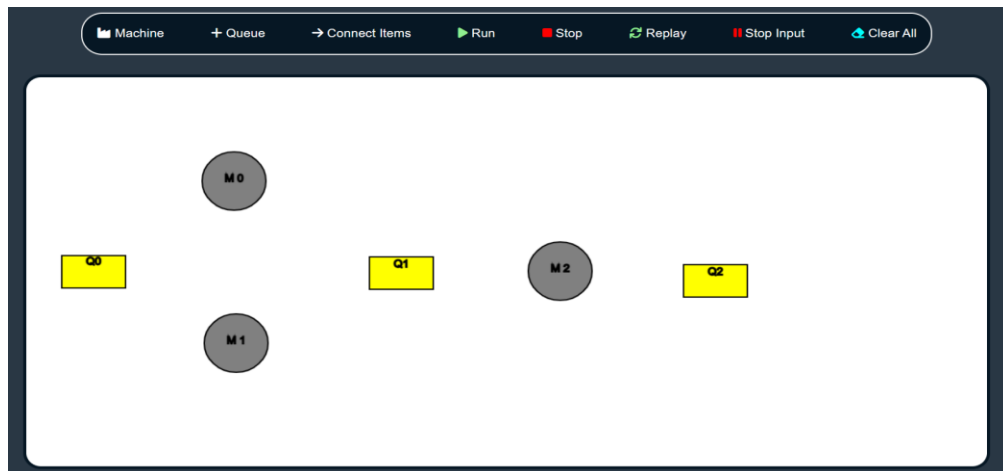 Machine + Queue → Connect Items Run Stop Replay Stop Input Clear All
M 0
Q0
Q1
M 2
Q2
M 1